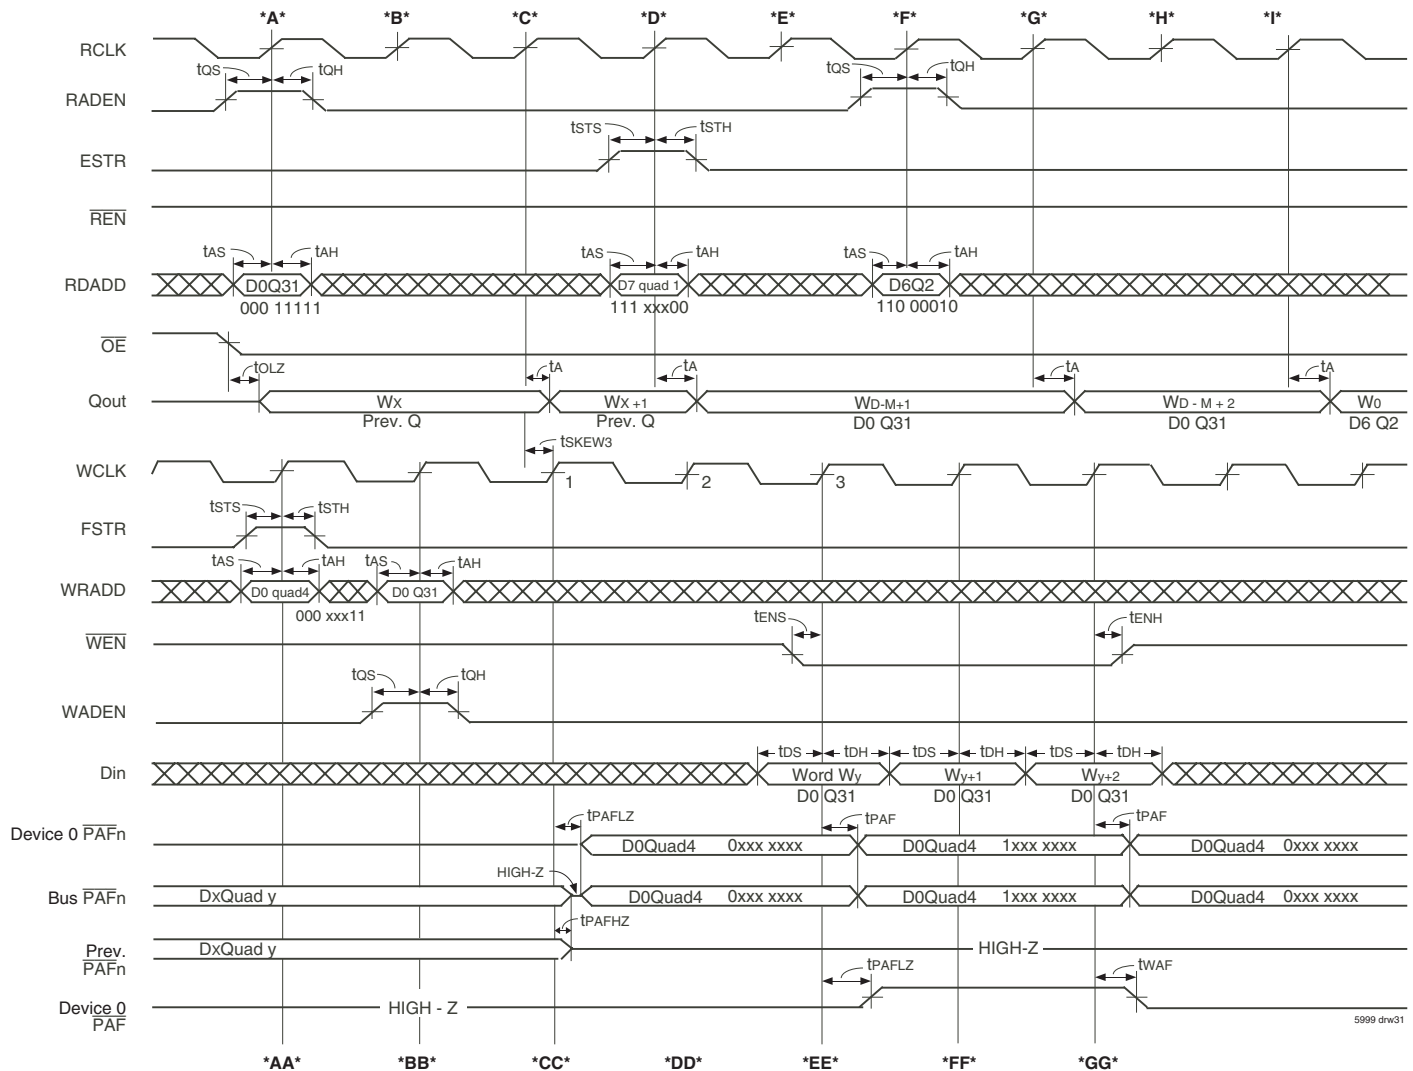 *A* *B* *C* *D* *E* *F* *G* *H* *I*
RCLK
tQS tQH tQS tQH
RADEN
tSTS tSTH
ESTR
REN
tAS tAH tAS tAH tAS tAH
RDADD D0Q31 D7 quad 1 D6Q2
000 11111 111 xxx00 110 00010
OE
tOLZ tA tA tA tA
Qout WX WX +1 WD-M+1 WD - M + 2 W0
Prev. Q Prev. Q D0 Q31 D0 Q31 D6 Q2
tSKEW3
WCLK 1 2 3
tSTS tSTH
FSTR
tAS tAH tAS tAH
WRADD D0 quad4 D0 Q31
000 xxx11
tENS tENH
WEN
tQS tQH
WADEN
tDS tDH tDS tDH tDS tDH
Din Word Wy Wy+1 Wy+2
D0 Q31 D0 Q31 D0 Q31
tPAFLZ tPAF tPAF
Device 0 PAFn D0Quad4 0xxx xxxx D0Quad4 1xxx xxxx D0Quad4 0xxx xxxx
HIGH-Z
Bus PAFn DxQuad y D0Quad4 0xxx xxxx D0Quad4 1xxx xxxx D0Quad4 0xxx xxxx
tPAFHZ
Prev. DxQuad y HIGH-Z
PAFn
tPAFLZ tWAF
Device 0 HIGH - Z
PAF
5999 drw31
*AA* *BB* *CC* *DD* *EE* *FF* *GG*